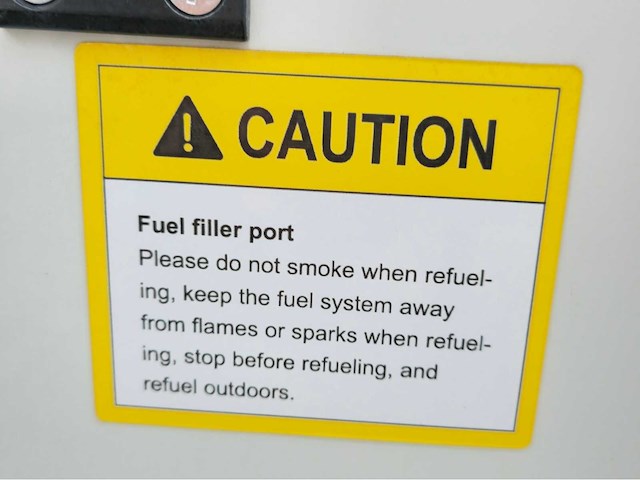 CAUTION
Fuel filler port
Please do not smoke when refuel-
ing, keep the fuel system away
from flames or sparks when refuel-
ing, stop before refueling, and
refuel outdoors.